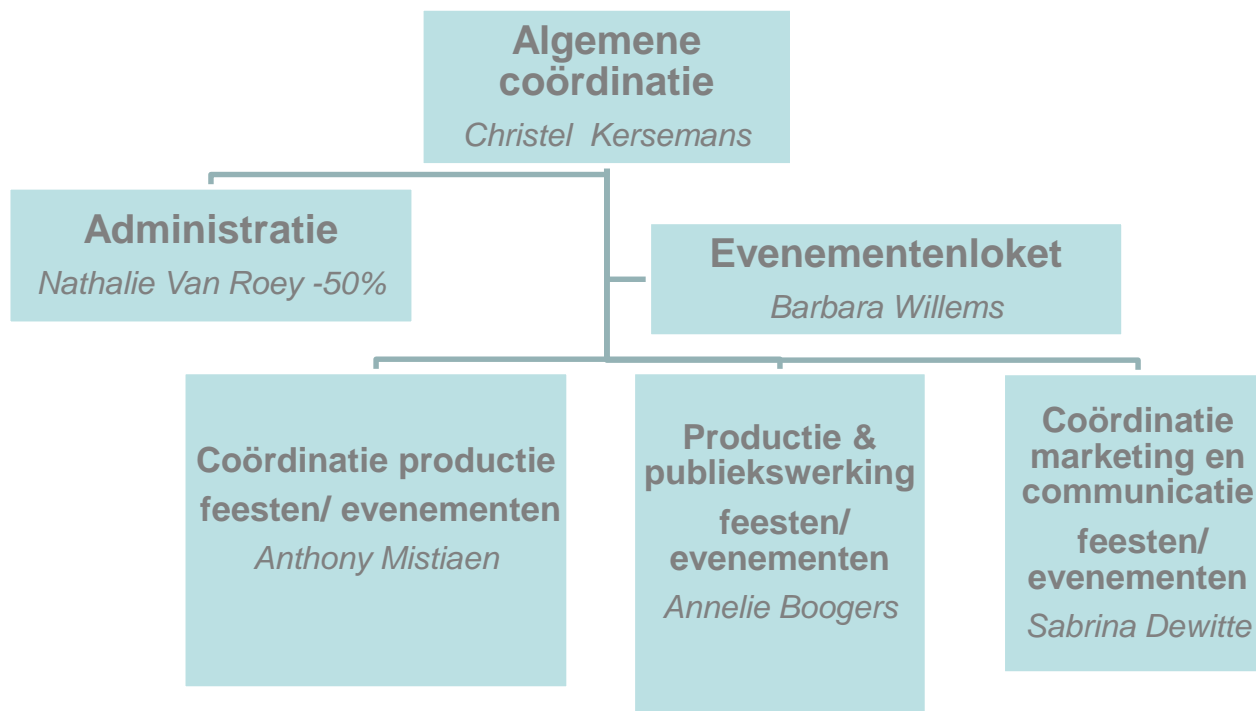 Algemene
coördinatie
Christel Kersemans
Administratie
Nathalie Van Roey -50%
Evenementenloket
Barbara Willems
Coördinatie productie
feesten/ evenementen
Anthony Mistiaen
Productie &
publiekswerking
feesten/
evenementen
Annelie Boogers
Coördinatie
marketing en
communicatie
feesten/
evenementen
Sabrina Dewitte